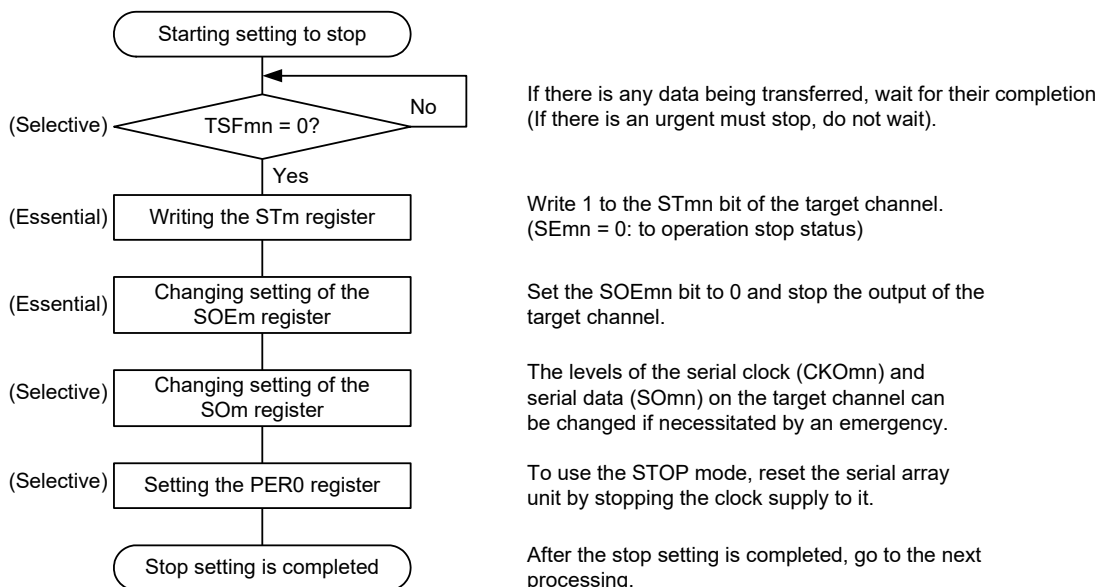 Starting setting to stop
(Selective)
TSFmn = 0?
No
If there is any data being transferred, wait for their completion
(If there is an urgent must stop, do not wait).
Yes
(Essential)
Writing the STm register
Write 1 to the STmn bit of the target channel.
(SEmn = 0: to operation stop status)
(Essential)
Changing setting of the
SOEm register
Set the SOEmn bit to 0 and stop the output of the
target channel.
(Selective)
Changing setting of the
SOm register
The levels of the serial clock (CKOmn) and
serial data (SOmn) on the target channel can
be changed if necessitated by an emergency.
(Selective)
Setting the PER0 register
To use the STOP mode, reset the serial array
unit by stopping the clock supply to it.
Stop setting is completed
After the stop setting is completed, go to the next
processing.